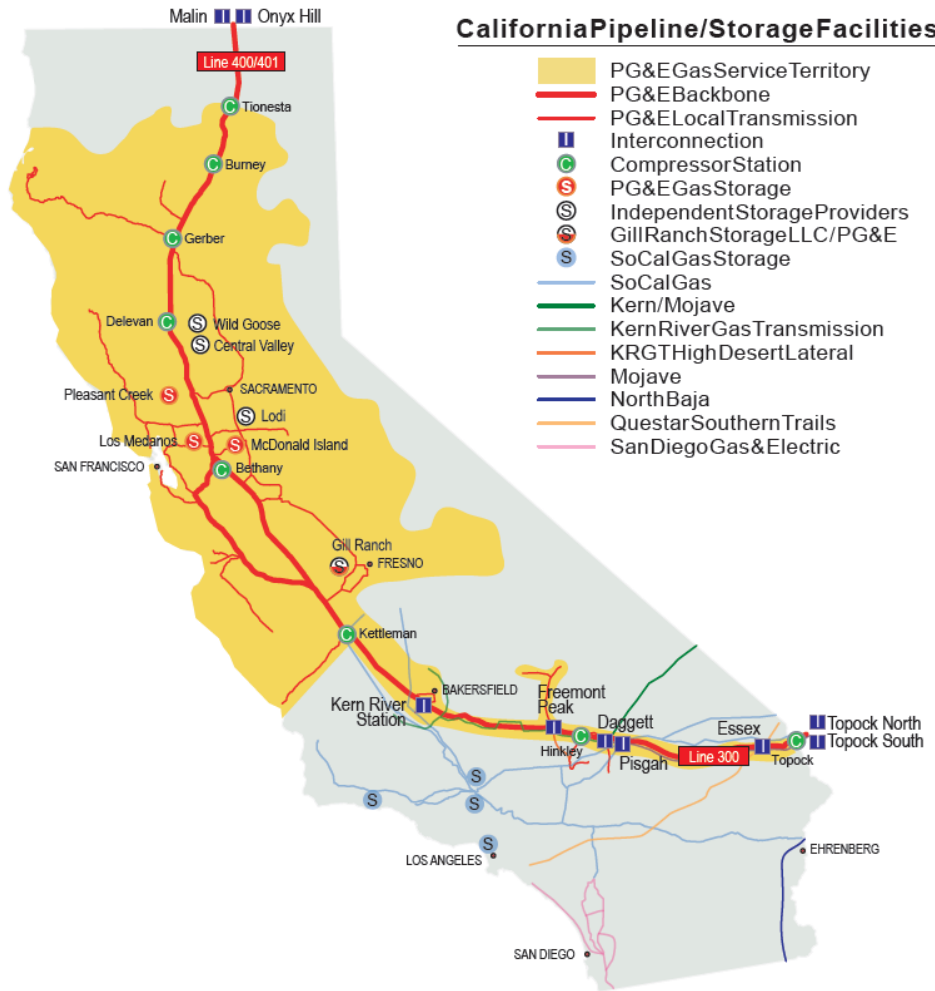 Malin
Onyx Hill
CaliforniaPipeline/StorageFacilities
Line 400/401
PG&EGasServiceTerritory
PG&EBackbone
PG&ELocalTransmission
I Interconnection
C CompressorStation
S PG&EGasStorage
S IndependentStorageProviders
S GillRanchStorageLLC/PG&E
S SoCalGasStorage
SoCalGas
Kern/Mojave
KernRiverGasTransmission
KRGTHighDesertLateral
Mojave
NorthBaja
QuestarSouthernTrails
SanDiegoGas&Electric
C Tionesta
C Burney
C Gerber
Delevan C
S Wild Goose
S Central Valley
Pleasant Creek S
SACRAMENTO
S Lodi
Los Medanos S
S McDonald Island
SAN FRANCISCO
C Bethany
Gill Ranch
S
FRESNO
C Kettleman
BAKERSFIELD
Kern River
Station
I
Freemont
Peak
I
Hinkley
C
Daggett
I
I
Pisgah
Line 300
Essex
I
C
Topock
I Topock North
I Topock South
S
S
S
S
LOS ANGELES
EHRENBERG
SAN DIEGO